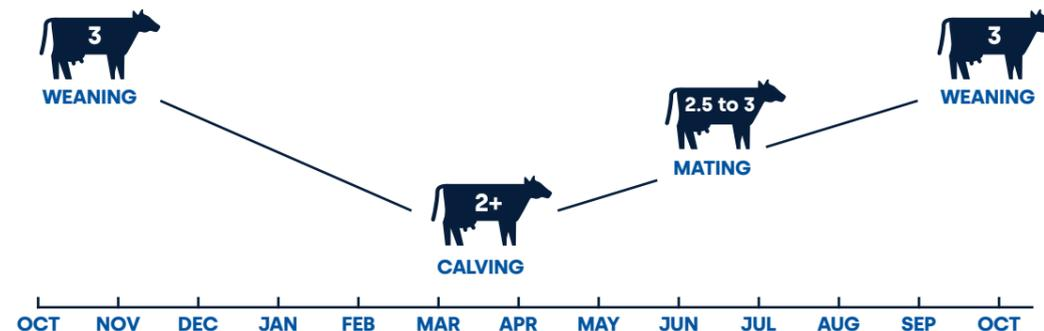 3
WEANING
3
WEANING
2.5 to 3
MATING
2+
CALVING
OCT NOV DEC JAN FEB MAR APR MAY JUN JUL AUG SEP OCT